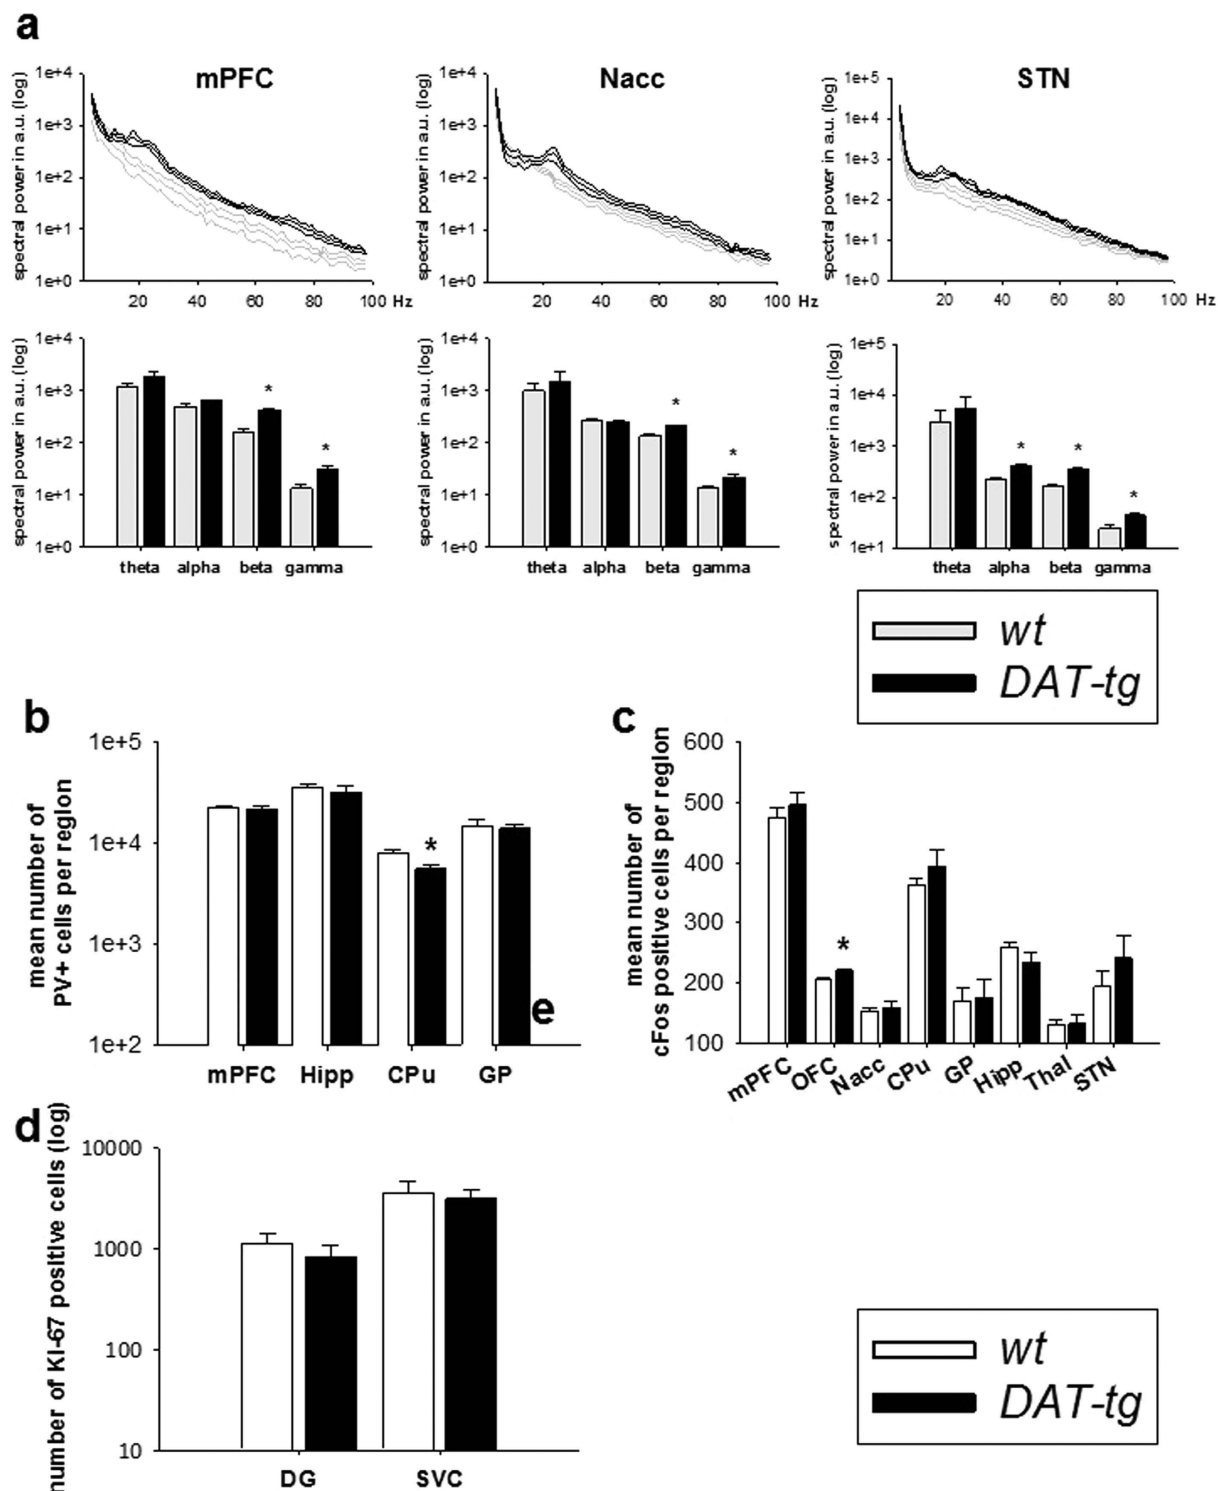 a
mPFC
Nacc
STN
spectral power in a.u. (log)
1e+4
1e+3
1e+2
1e+1
1e+0
20 40 60 80 100 Hz
spectral power in a.u. (log)
1e+4
1e+3
1e+2
1e+1
1e+0
20 40 60 80 100 Hz
spectral power in a.u. (log)
1e+5
1e+4
1e+3
1e+2
1e+1
1e+0
20 40 60 80 100 Hz
spectral power in a.u. (log)
1e+4
1e+3
1e+2
1e+1
1e+0
* *
theta alpha beta gamma
spectral power in a.u. (log)
1e+4
1e+3
1e+2
1e+1
1e+0
* *
theta alpha beta gamma
spectral power in a.u. (log)
1e+5
1e+4
1e+3
1e+2
1e+1
* * *
theta alpha beta gamma
wt
DAT-tg
b
mean number of
PV+ cells per region
1e+5
1e+4
1e+3
1e+2
*
e
mPFC Hipp CPu GP
c
mean number of
cFos positive cells per region
600
500
400
300
200
100
*
mPFC OFC Nacc CPu GP Hipp Thal STN
d
number of KI-67 positive cells (log)
10000
1000
100
10
DG SVC
wt
DAT-tg